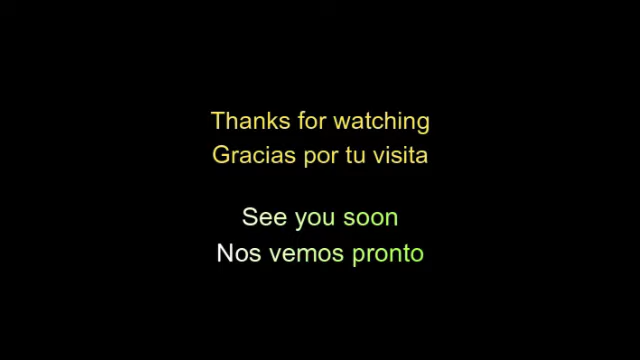 Thanks for watching
Gracias por tu visita
See you soon
Nos vemos pronto